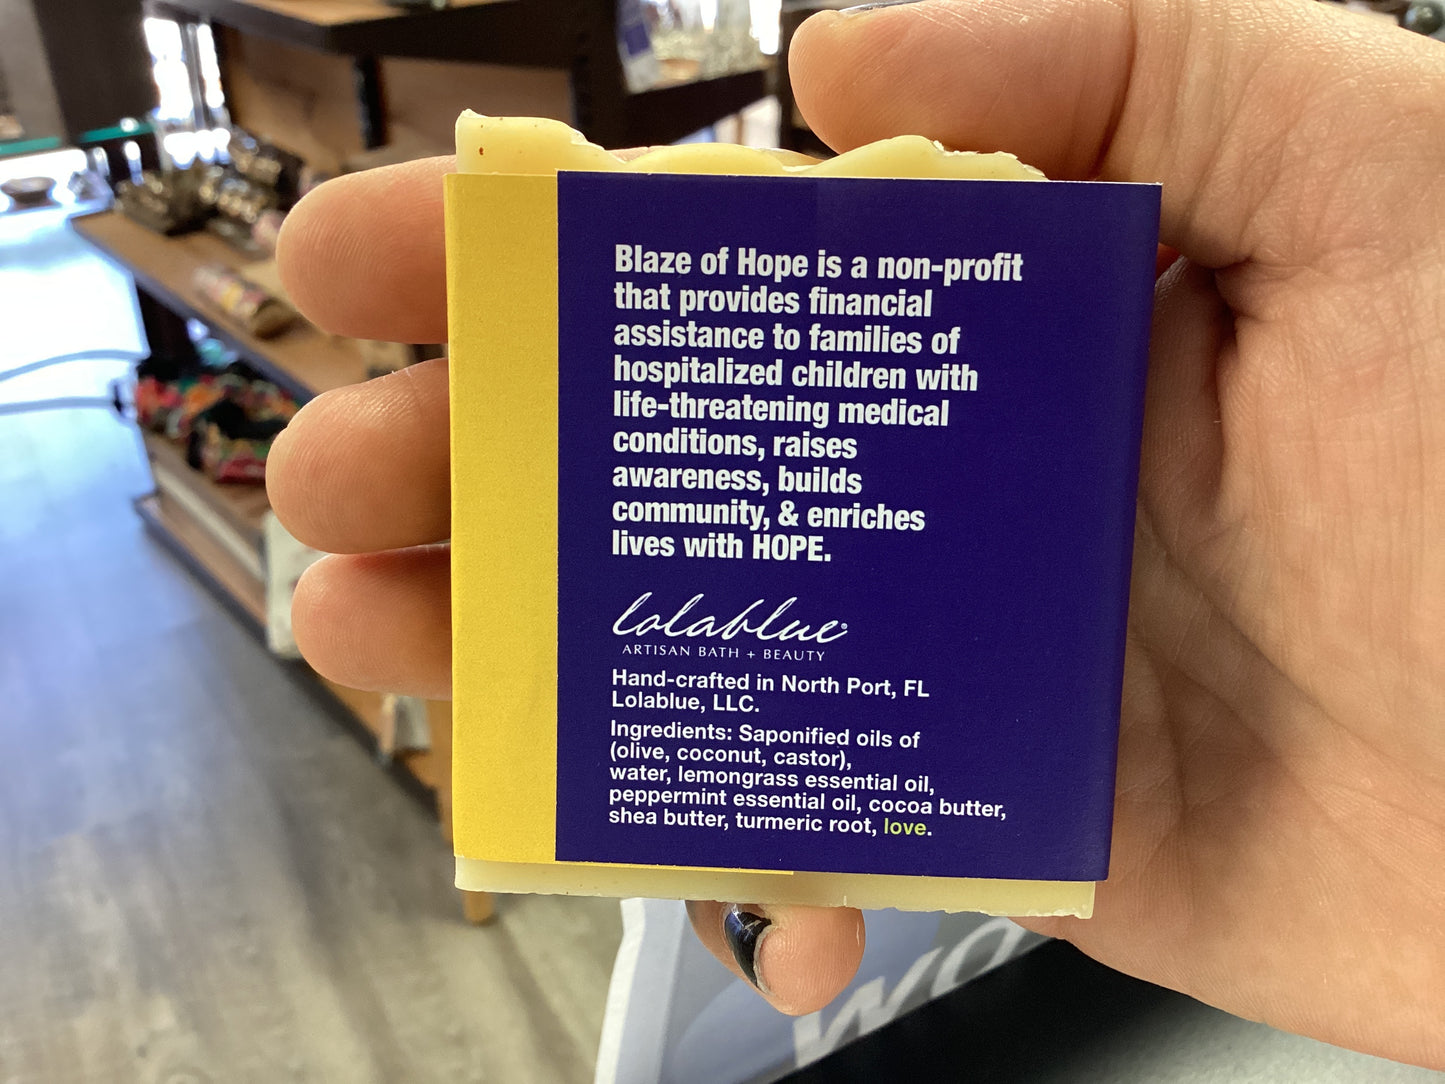 Blaze of Hope is a non-profit
that provides financial
assistance to families of
hospitalized children with
life-threatening medical
conditions, raises
awareness, builds
community, & enriches
lives with HOPE.
lolablue®
ARTISAN BATH + BEAUTY
Hand-crafted in North Port, FL
Lolablue, LLC.
Ingredients: Saponified oils of
(olive, coconut, castor),
water, lemongrass essential oil,
peppermint essential oil, cocoa butter,
shea butter, turmeric root, love.